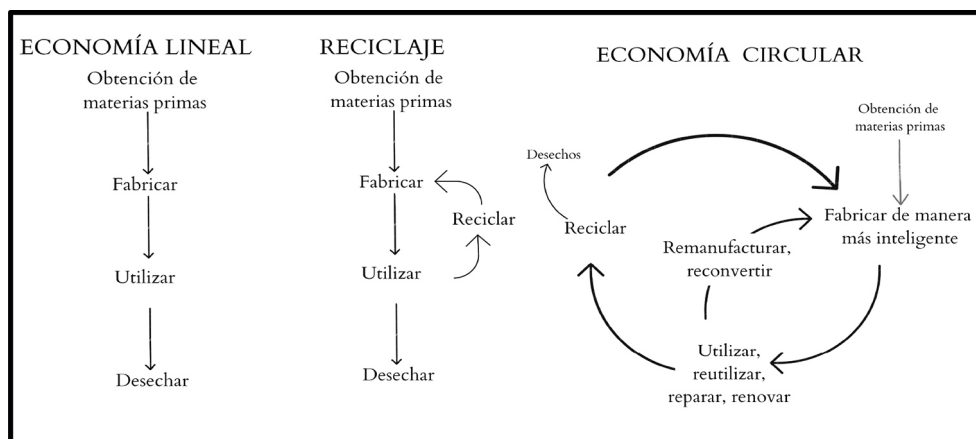 ECONOMÍA LINEAL
Obtención de
materias primas
Fabricar
Utilizar
Desechar
RECICLAJE
Obtención de
materias primas
Fabricar
Reciclar
Utilizar
Desechar
ECONOMÍA CIRCULAR
Obtención de
materias primas
Desechos
Reciclar
Fabricar de manera
más inteligente
Remanufacturar,
reconvertir
Utilizar,
reutilizar,
reparar, renovar